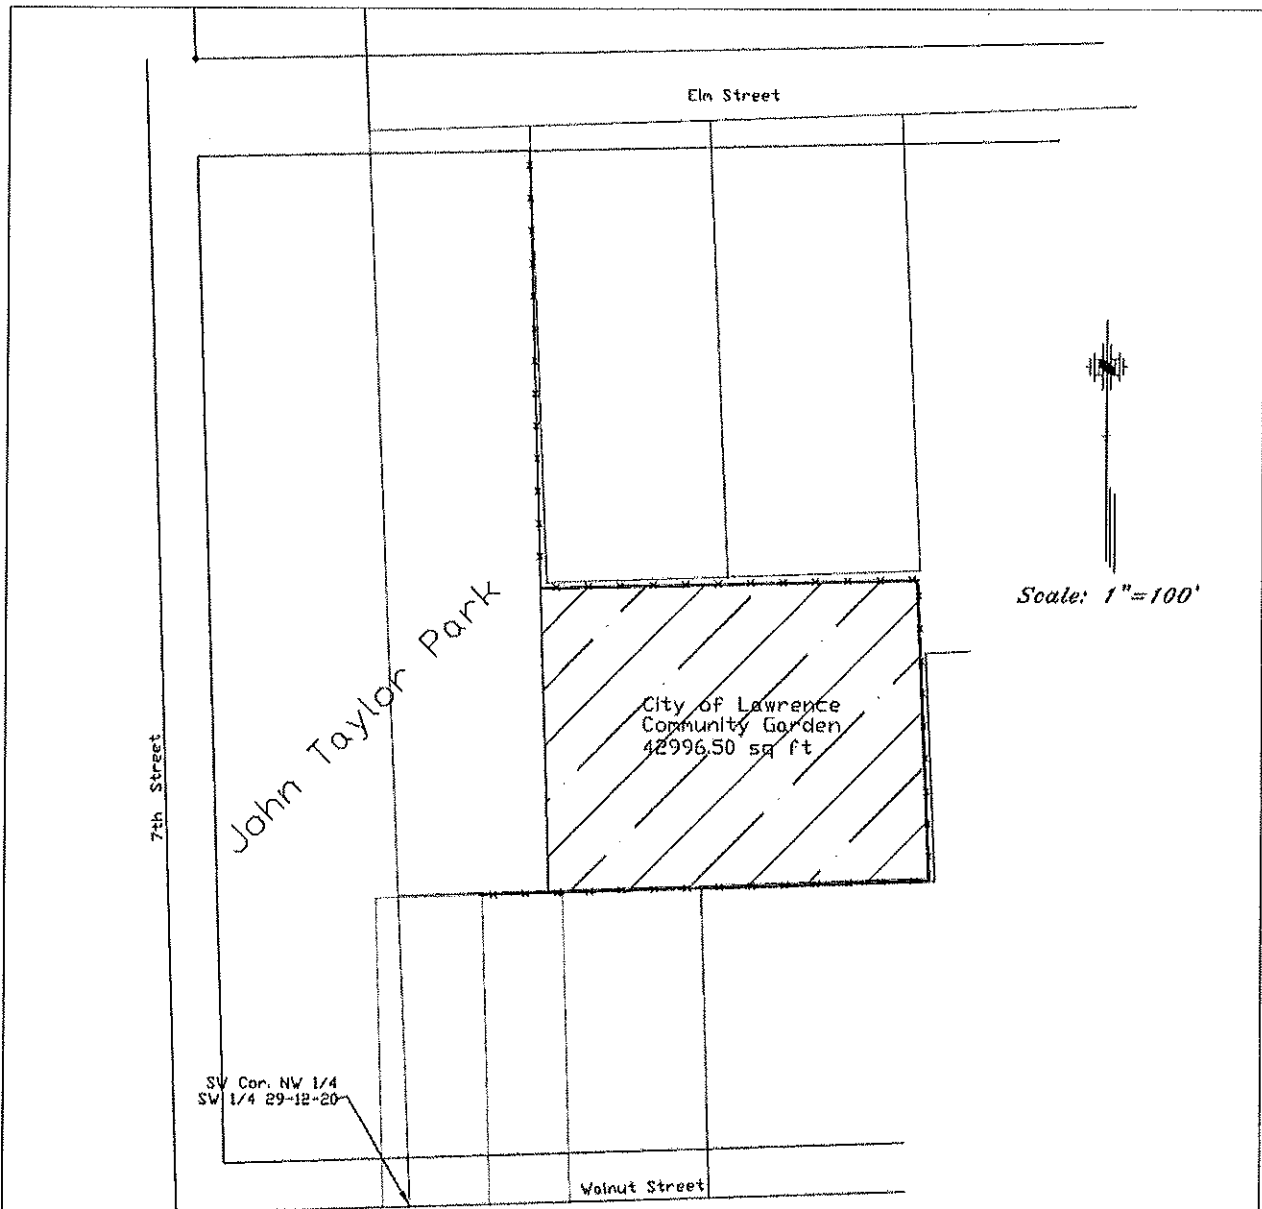 Elm Street
Scale: 1"=100'
John Taylor Park
City of Lawrence
Community Garden
42996.50 sq ft
7th Street
SW Cor. NW 1/4
SW 1/4 29-12-20
Walnut Street